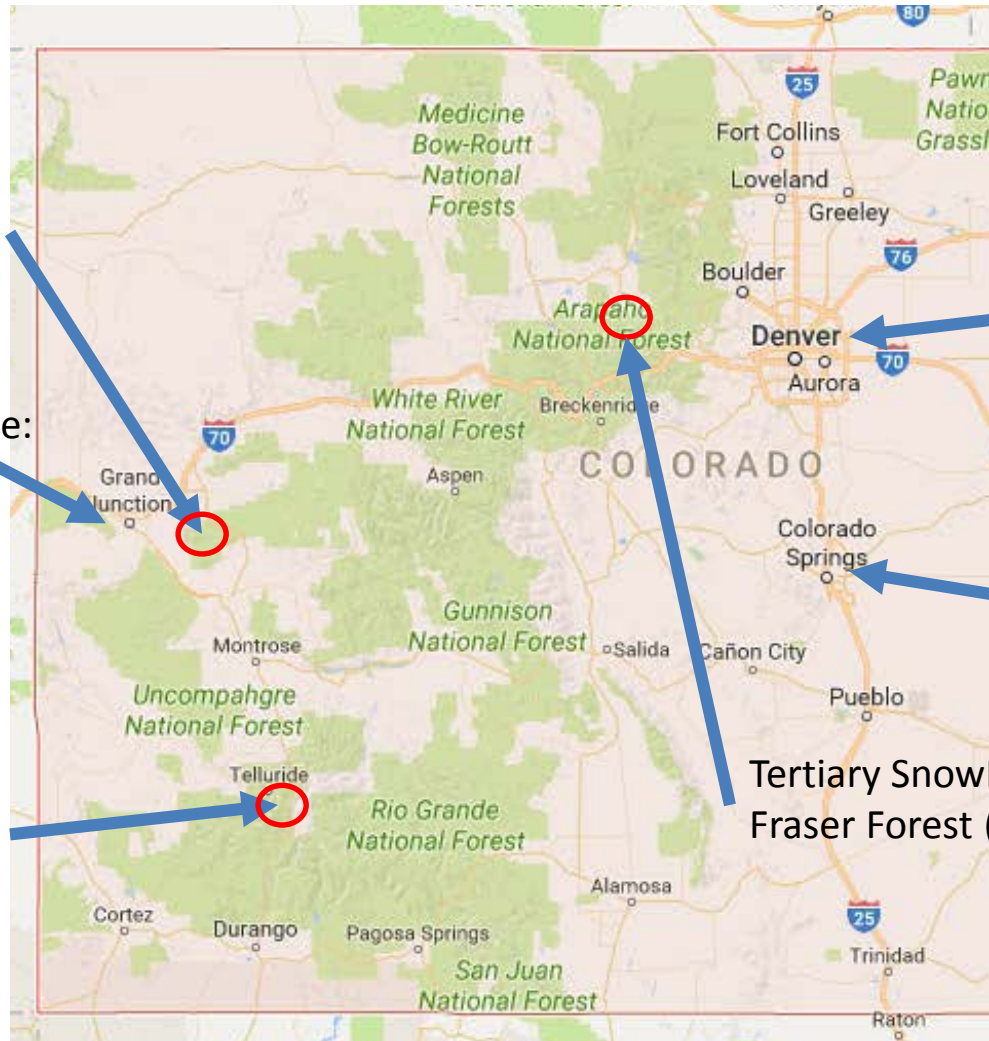 80
25
Medicine
Bow-Routt
National
Forests
Fort Collins
Loveland
Greeley
76
Boulder
Arapaho
National Forest
Denver
70
Aurora
White River
National Forest
Breckenridge
e:
70
Grand
Junction
Aspen
COLORADO
Colorado
Springs
Gunnison
National Forest
Montrose
Salida
Cañon City
Uncompahgre
National Forest
Pueblo
Telluride
Tertiary Snow
Fraser Forest (
Rio Grande
National Forest
Alamosa
Cortez
Durango
Pagosa Springs
25
Trinidad
San Juan
National Forest
Raton